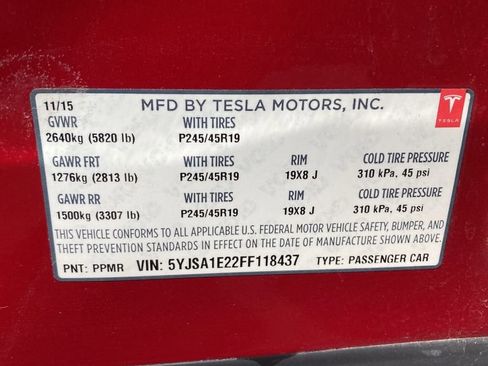 11/15 MFD BY TESLA MOTORS, INC.
GVWR WITH TIRES
2640kg (5820 lb) P245/45R19
TESLA
GAWR FRT WITH TIRES RIM COLD TIRE PRESSURE
1276kg (2813 lb) P245/45R19 19X8 J 310 kPa, 45 psi
GAWR RR WITH TIRES RIM COLD TIRE PRESSURE
1500kg (3307 lb) P245/45R19 19X8 J 310 kPa, 45 psi
THIS VEHICLE CONFORMS TO ALL APPLICABLE U.S. FEDERAL MOTOR VEHICLE SAFETY, BUMPER, AND
THEFT PREVENTION STANDARDS IN EFFECT ON THE DATE OF MANUFACTURE SHOWN ABOVE.
PNT: PPMR VIN: 5YJSA1E22FF118437 TYPE: PASSENGER CAR